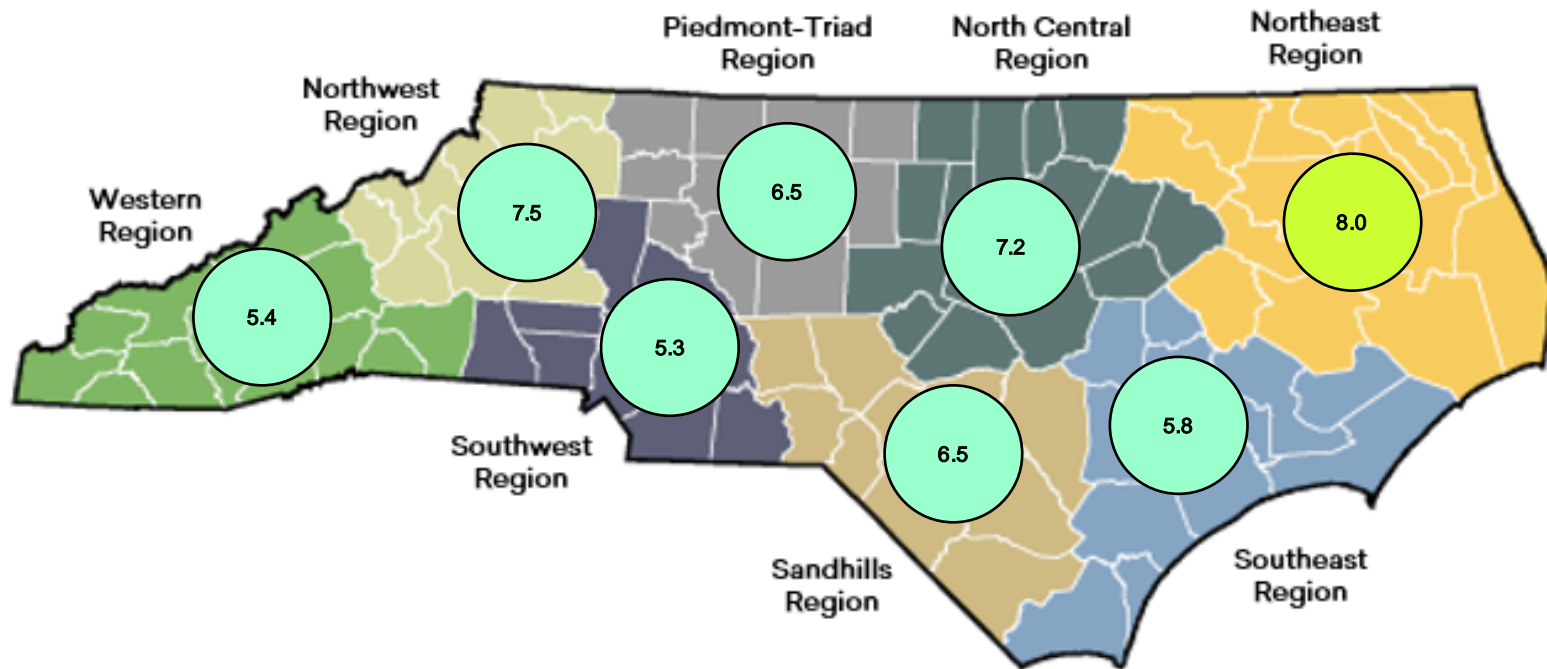 Piedmont-Triad
Region
North Central
Region
Northeast
Region
Northwest
Region
Western
Region
7.5
6.5
7.2
8.0
5.4
5.3
6.5
5.8
Southwest
Region
Sandhills
Region
Southeast
Region